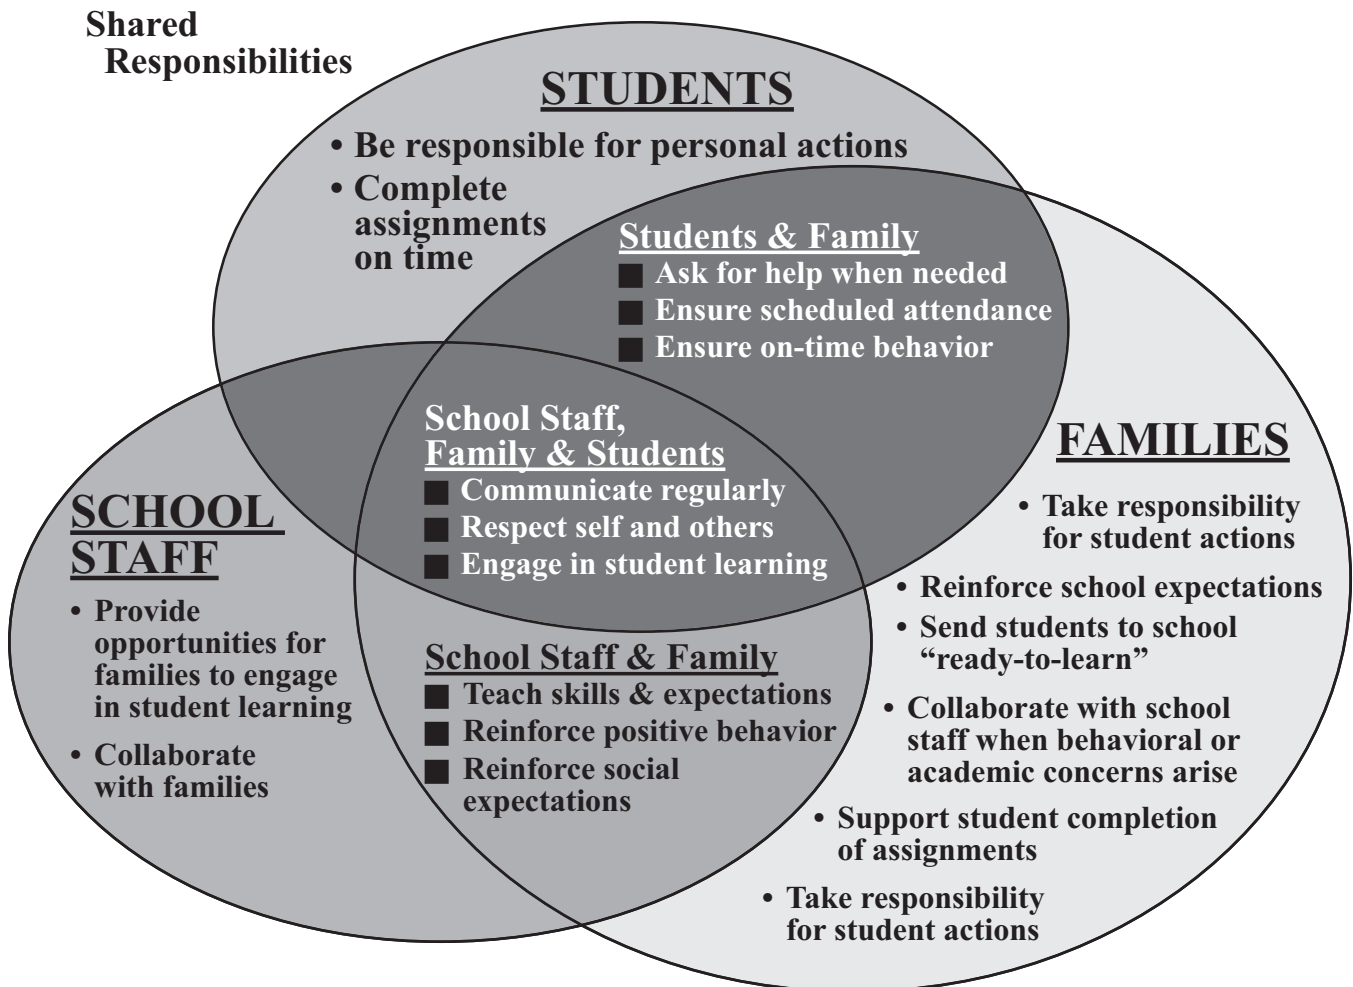 Shared
Responsibilities
STUDENTS
• Be responsible for personal actions
• Complete
assignments
on time
Students & Family
■ Ask for help when needed
■ Ensure scheduled attendance
■ Ensure on-time behavior
School Staff,
Family & Students
■ Communicate regularly
■ Respect self and others
■ Engage in student learning
SCHOOL
STAFF
• Provide
opportunities for
families to engage
in student learning
• Collaborate
with families
School Staff & Family
■ Teach skills & expectations
■ Reinforce positive behavior
■ Reinforce social
expectations
FAMILIES
• Take responsibility
for student actions
• Reinforce school expectations
• Send students to school
“ready-to-learn”
• Collaborate with school
staff when behavioral or
academic concerns arise
• Support student completion
of assignments
• Take responsibility
for student actions